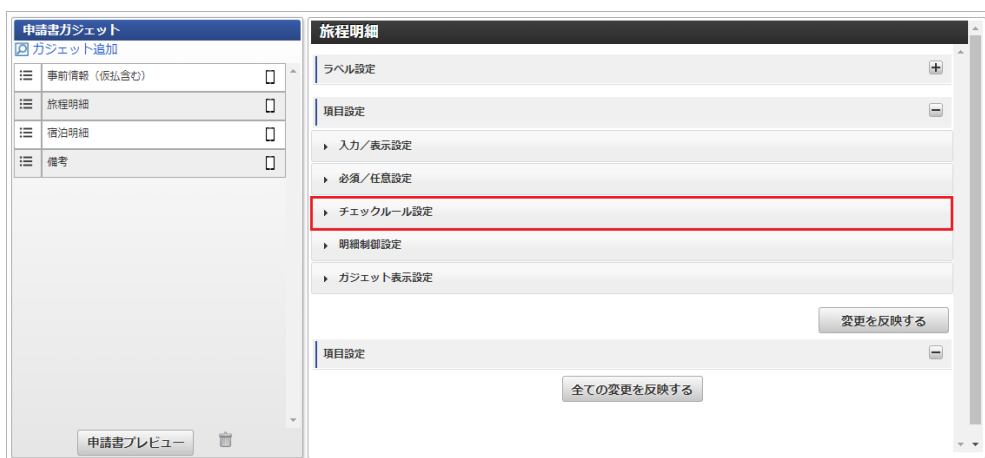 申請書ガジェット
ガジェット追加
事前情報（仮払含む）
旅程明細
宿泊明細
備考
申請書プレビュー
旅程明細
ラベル設定
項目設定
入力／表示設定
必須／任意設定
チェックルール設定
明細制御設定
ガジェット表示設定
変更を反映する
項目設定
全ての変更を反映する